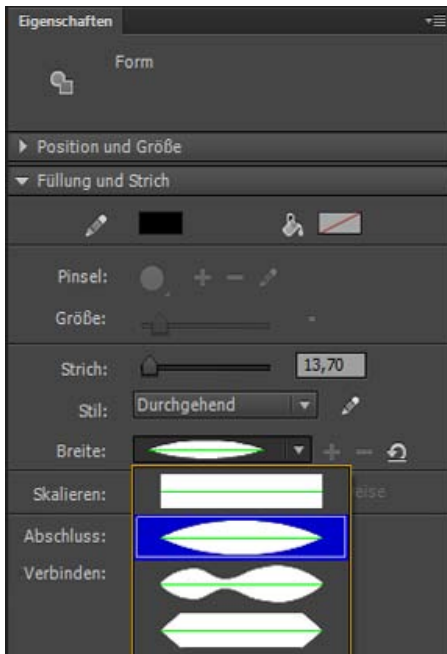 Eigenschaften
Form
Position und Größe
Füllung und Strich
Pinsel:
Größe:
Strich: 13,70
Stil: Durchgehend
Breite:
Skalieren:
Abschluss:
Verbinden: